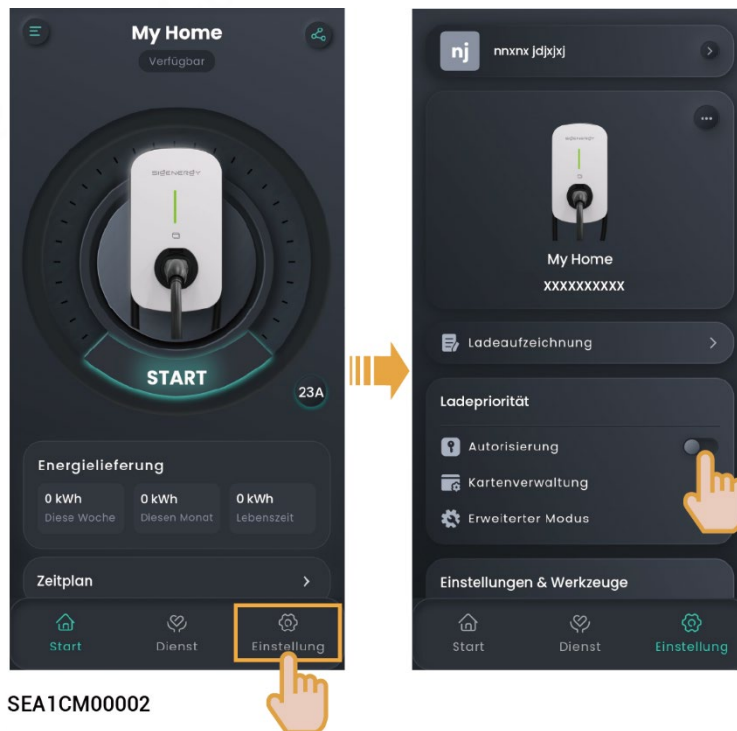 My Home
Verfügbar
SIGENERGY
START
23A
Energielieferung
0 kWh
Diese Woche
0 kWh
Diesen Monat
0 kWh
Lebenszeit
Zeitplan
Start
Dienst
Einstellung
nj
nnxnx jdjxjxj
SIGENERGY
My Home
XXXXXXXXXX
Ladeaufzeichnung
Ladepriorität
Autorisierung
Kartenverwaltung
Erweiterter Modus
Einstellungen & Werkzeuge
Start
Dienst
Einstellung
SEA1CM00002